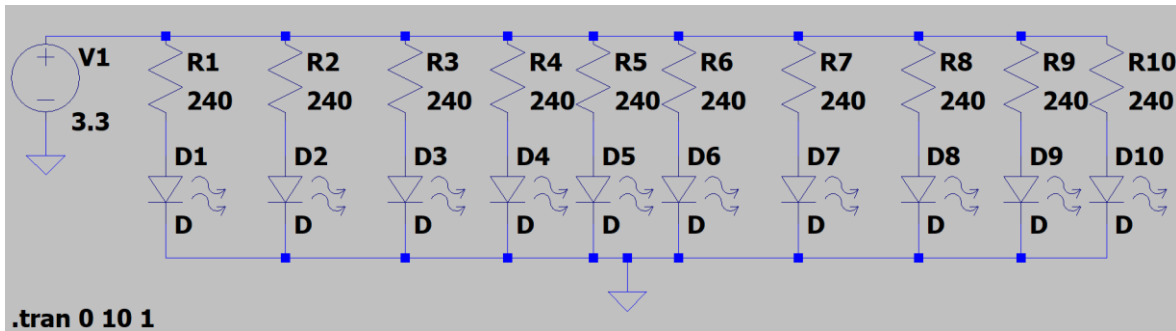 V1 R1 R2 R3 R4 R5 R6 R7 R8 R9 R10
240 240 240 240 240 240 240 240 240 240
3.3
D1 D2 D3 D4 D5 D6 D7 D8 D9 D10
D D D D D D D D D D
.tran 0 10 1